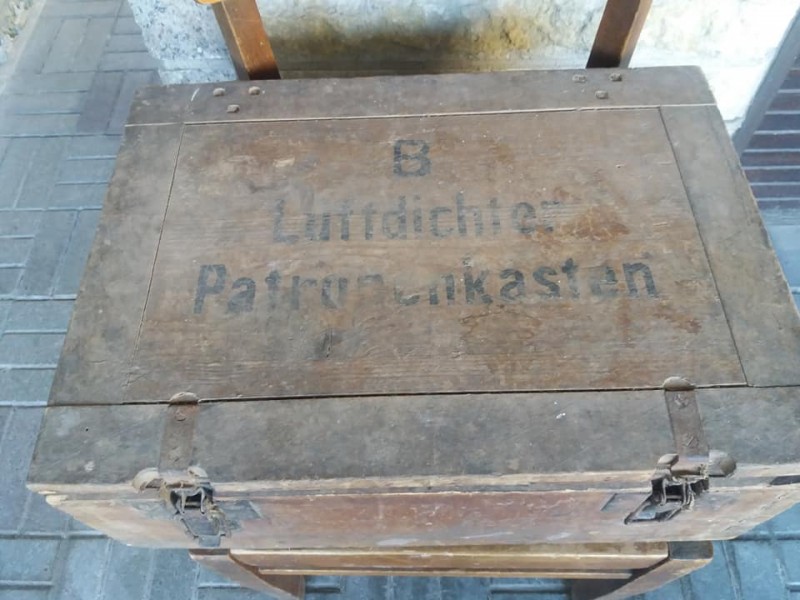 B
Luftdichter
Patronenkasten